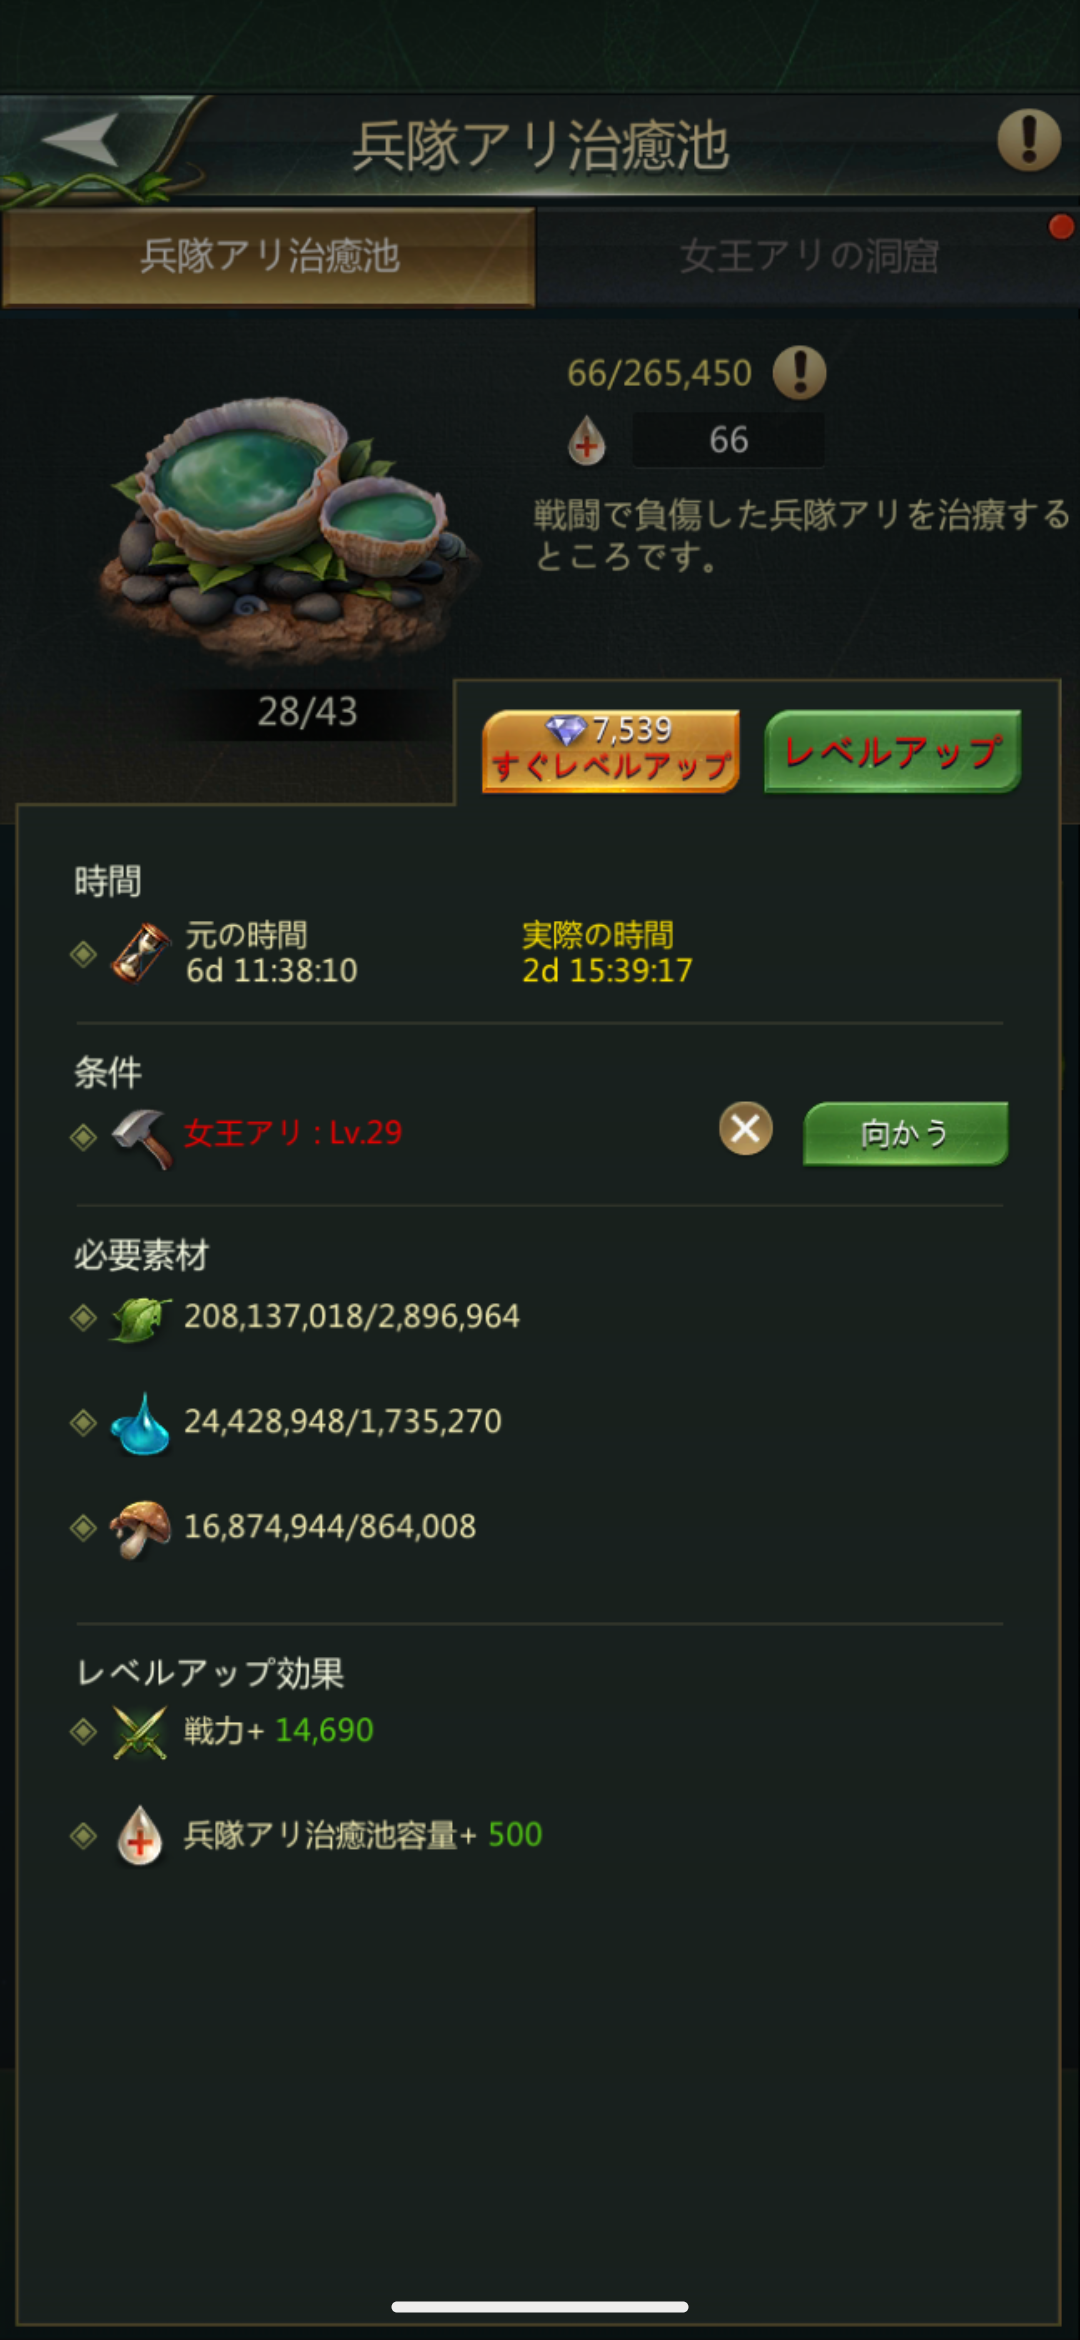 兵隊アリ治癒池
兵隊アリ治癒池
女王アリの洞窟
66/265,450
66
戦闘で負傷した兵隊アリを治療する
ところです。
28/43
7,539
すぐレベルアップ
レベルアップ
時間
元の時間
実際の時間
6d 11:38:10
2d 15:39:17
条件
女王アリ : Lv.29
向かう
必要素材
208,137,018/2,896,964
24,428,948/1,735,270
16,874,944/864,008
レベルアップ効果
戦力+ 14,690
兵隊アリ治癒池容量+ 500